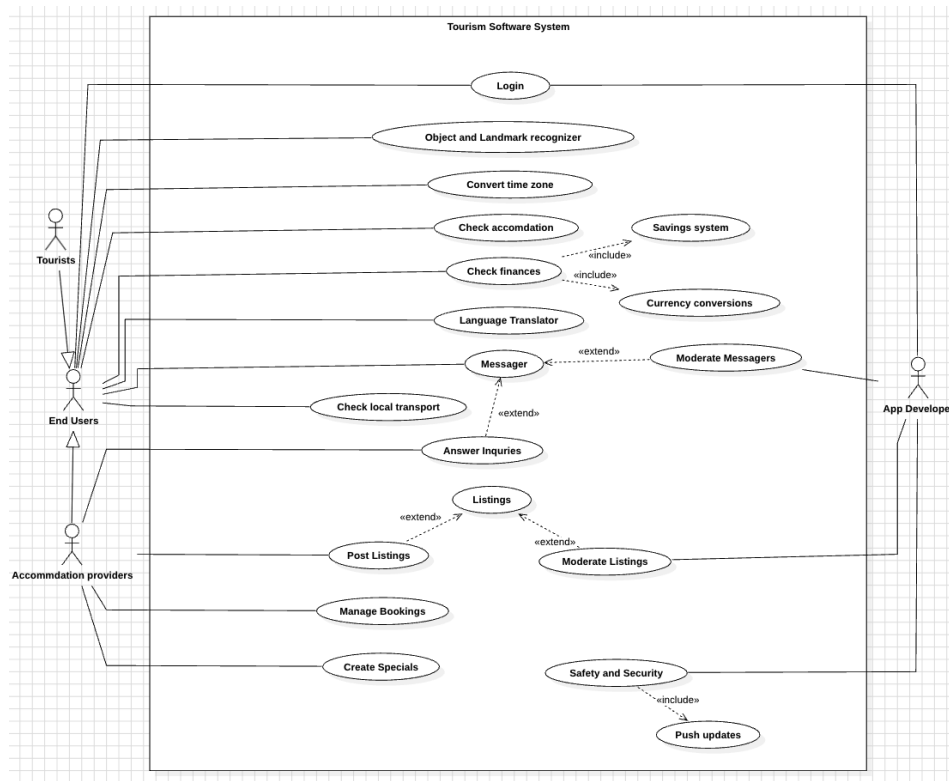 Tourism Software System
Login
Object and Landmark recognizer
Convert time zone
Check accomdation
Savings system
«include»
Tourists
Check finances
«include»
Currency conversions
Language Translator
«extend»
Moderate Messagers
Messager
End Users
Check local transport
«extend»
App Develope
Answer Inquries
Listings
«extend»
«extend»
Post Listings
Moderate Listings
Accommdation providers
Manage Bookings
Create Specials
Safety and Security
«include»
Push updates